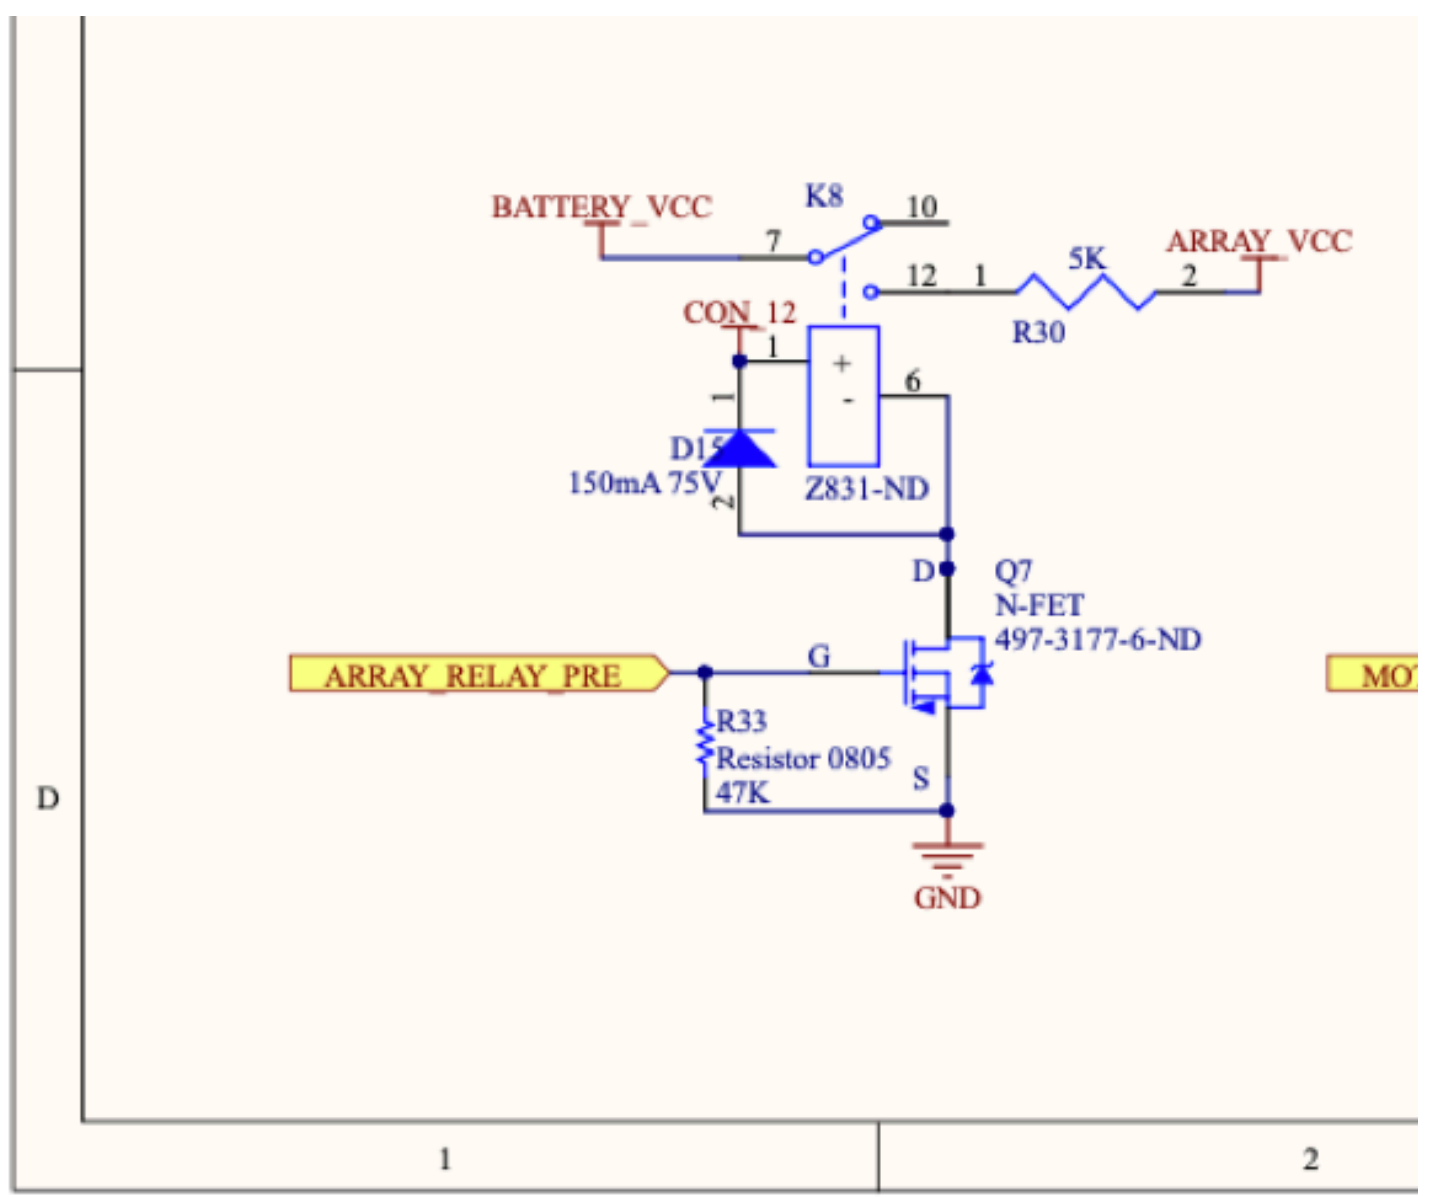 K8
10
BATTERY_VCC
7
ARRAY_VCC
5K
12
1
2
R30
CON_12
1
+
6
-
1
D15
150mA 75V
2
Z831-ND
D
Q7
N-FET
497-3177-6-ND
G
ARRAY_RELAY_PRE
MOT
R33
Resistor 0805
47K
S
D
GND
1
2